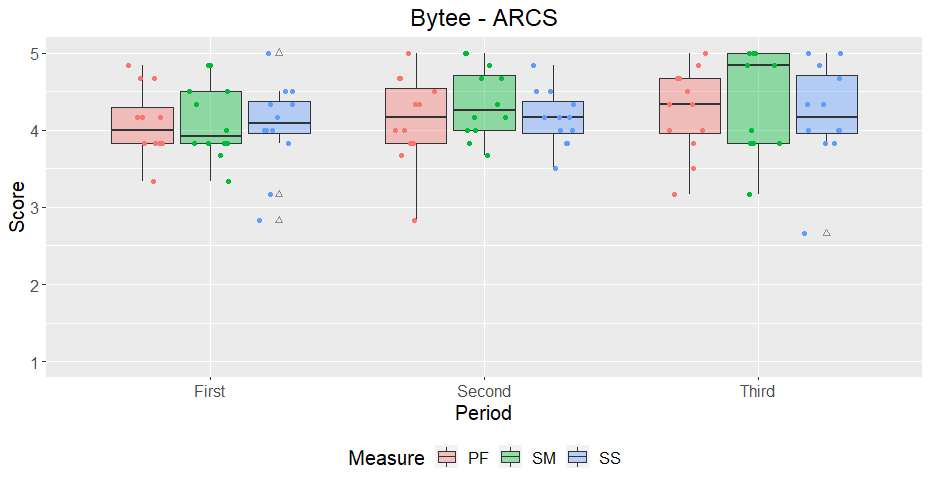 Bytee - ARCS
5
4
3
2
1
Score
First Second Third
Period
Measure PF SM SS